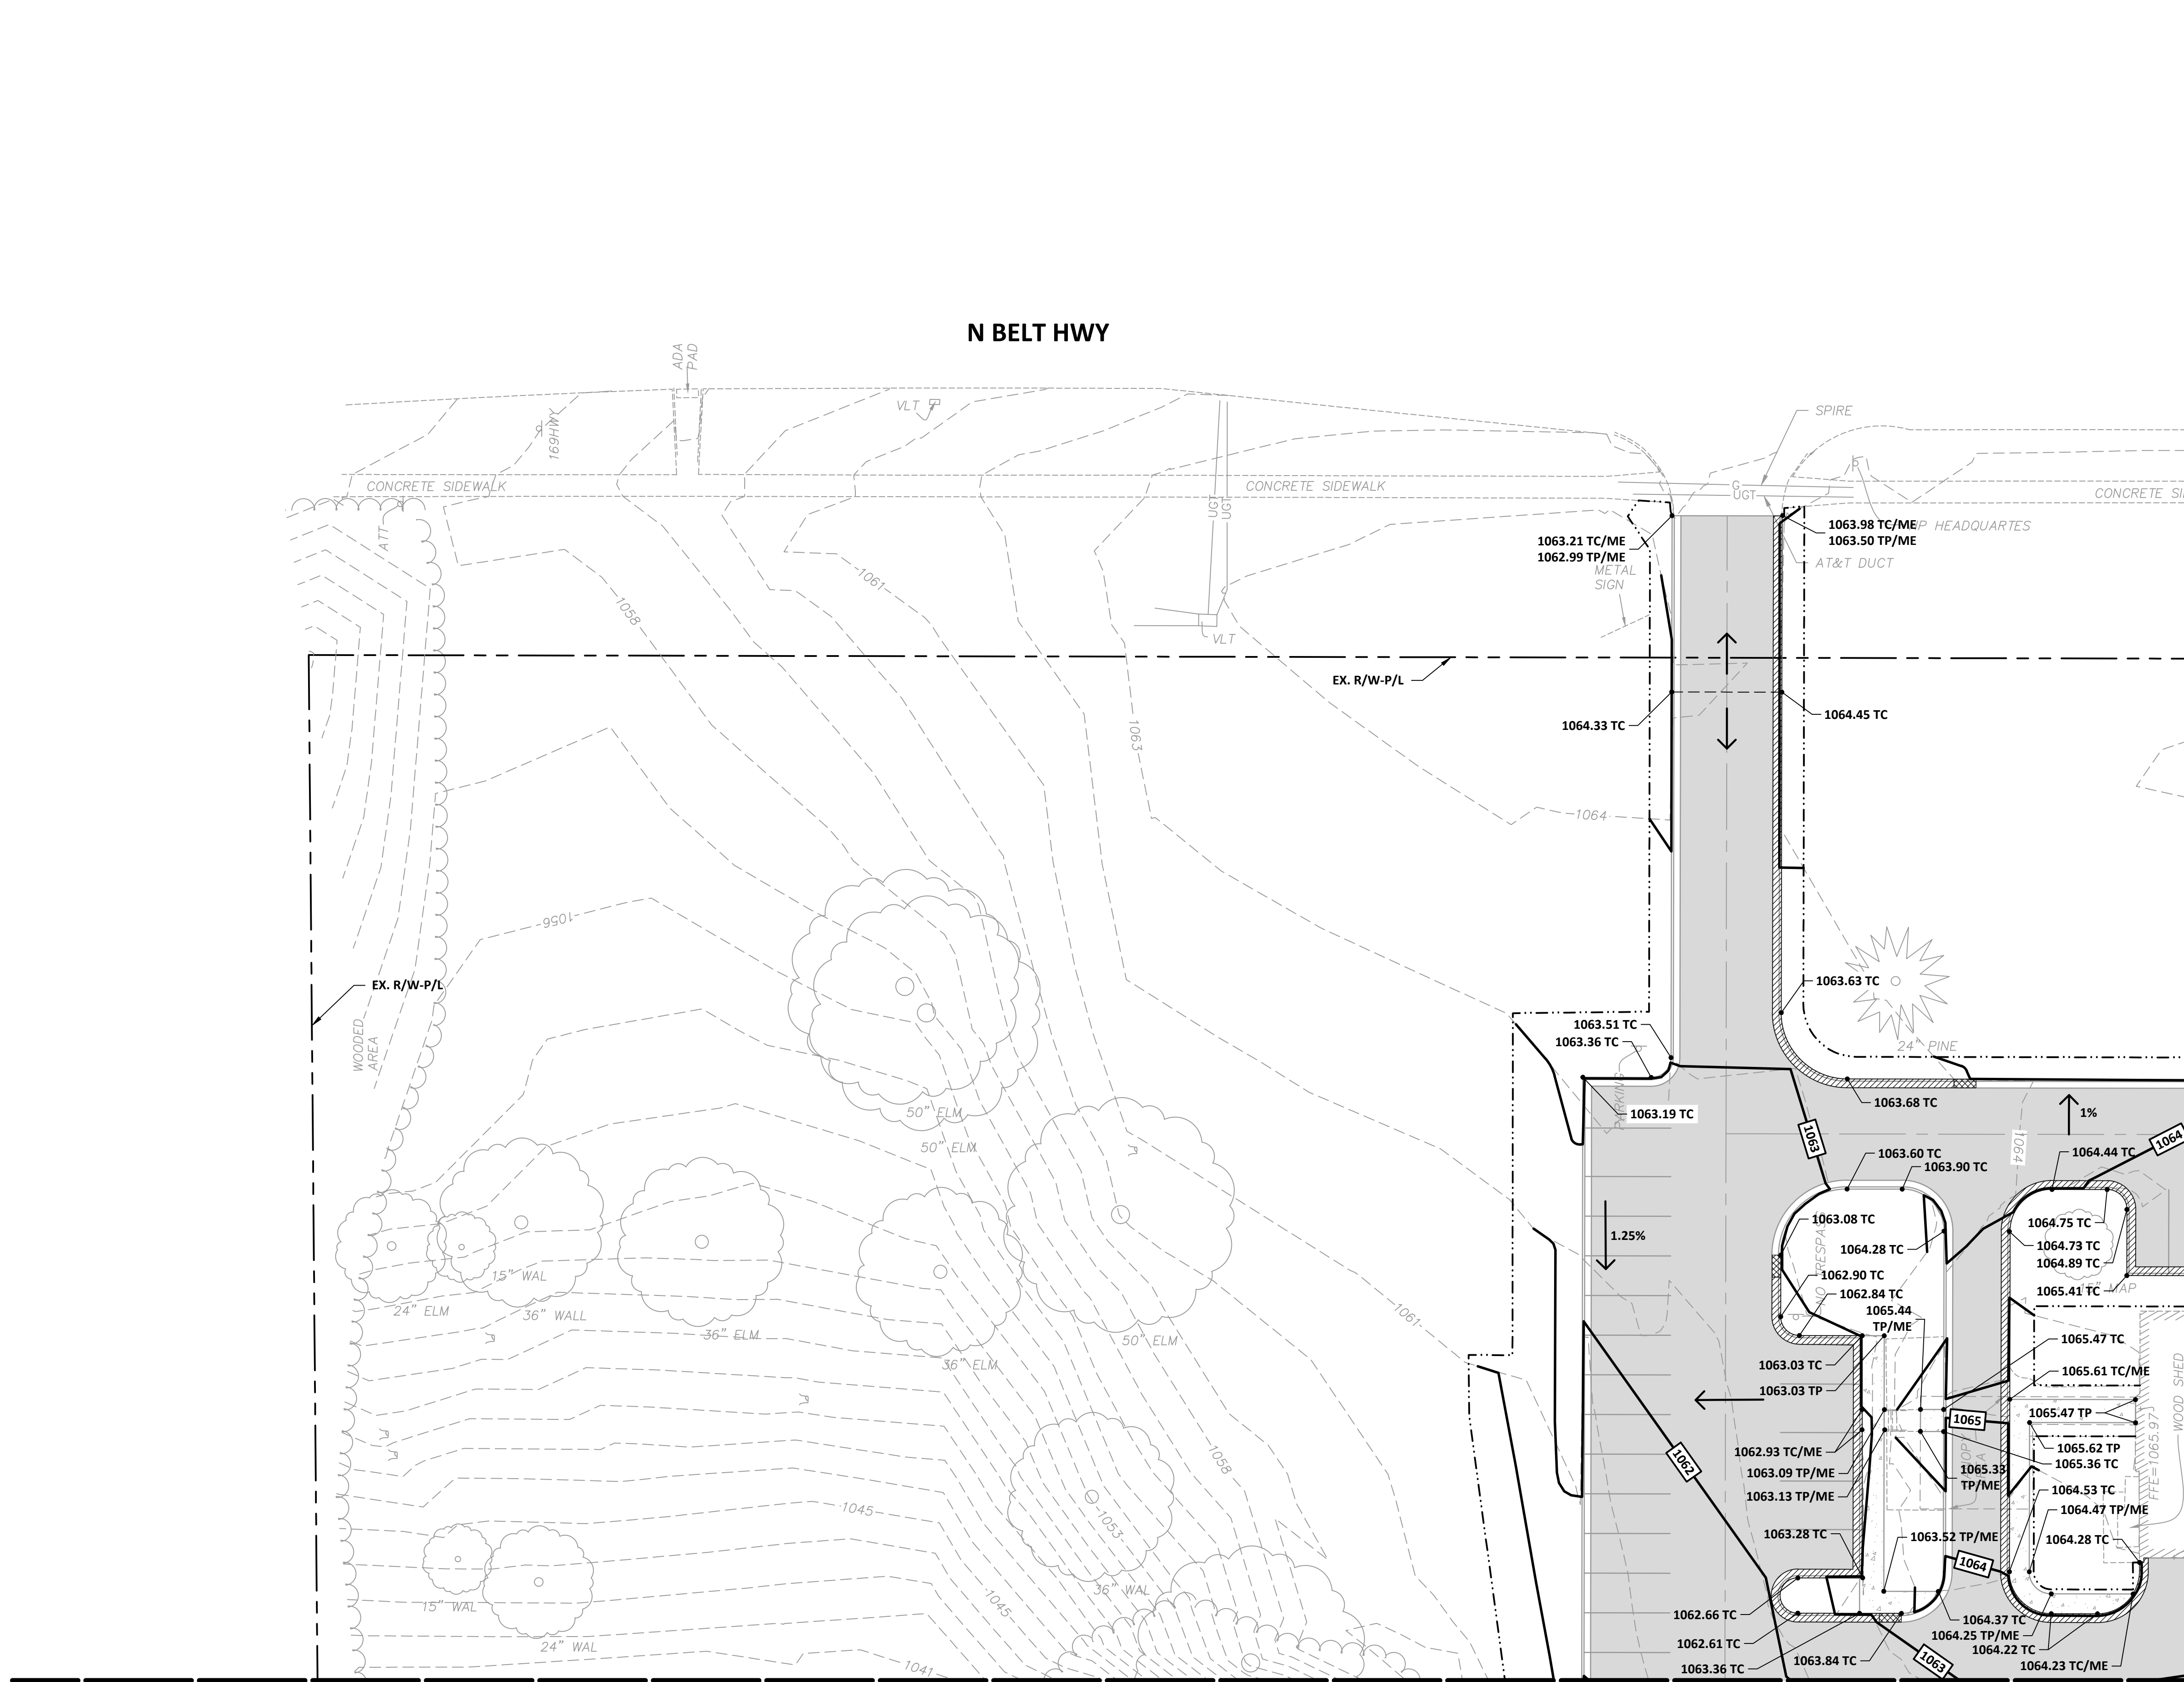 N BELT HWY
ADA
PAD
169HWY
VLT
SPIRE
CONCRETE SIDEWALK
CONCRETE SIDEWALK
G
UGT
CONCRETE SI
ATT
UGT
UGT
1063.98 TC/ME
1063.50 TP/ME
HEADQUARTES
1063.21 TC/ME
1062.99 TP/ME
AT&T DUCT
METAL
SIGN
1061
1058
VLT
EX. R/W-P/L
1064.33 TC
1064.45 TC
1063
1064
1056
EX. R/W-P/L
1063.63 TC
WOODED
AREA
1063.51 TC
1063.36 TC
24" PINE
PARKING
1063.19 TC
1063.68 TC
50" ELM
50" ELM
1%
1063
1064
1064
1064.44 TC
1063.60 TC
1063.90 TC
1063.08 TC
1064.75 TC
1.25%
NO TRESPASS
1064.28 TC
1064.73 TC
1064.89 TC
15" WAL
1062.90 TC
1062.84 TC
1065.41 TC
15" MAP
24" ELM
36" WALL
36" ELM
50" ELM
1061
1065.44
TP/ME
36" ELM
1063.03 TC
1063.03 TP
1065.47 TC
1065.61 TC/ME
WOOD SHED
1065
1065.47 TP
1062.93 TC/ME
1065.62 TP
1065.36 TC
1062
1058
1063.09 TP/ME
1063.13 TP/ME
1065.33
TP/ME
FFE=1065.97
1064.53 TC
1064.47 TP/ME
1045
1053
1063.28 TC
1063.52 TP/ME
1064.28 TC
1064
36" WAL
15" WAL
1045
24" WAL
1062.66 TC
1064.37 TC
1064.25 TP/ME
1062.61 TC
1064.22 TC
1041
1063.36 TC
1063.84 TC
1063
1064.23 TC/ME